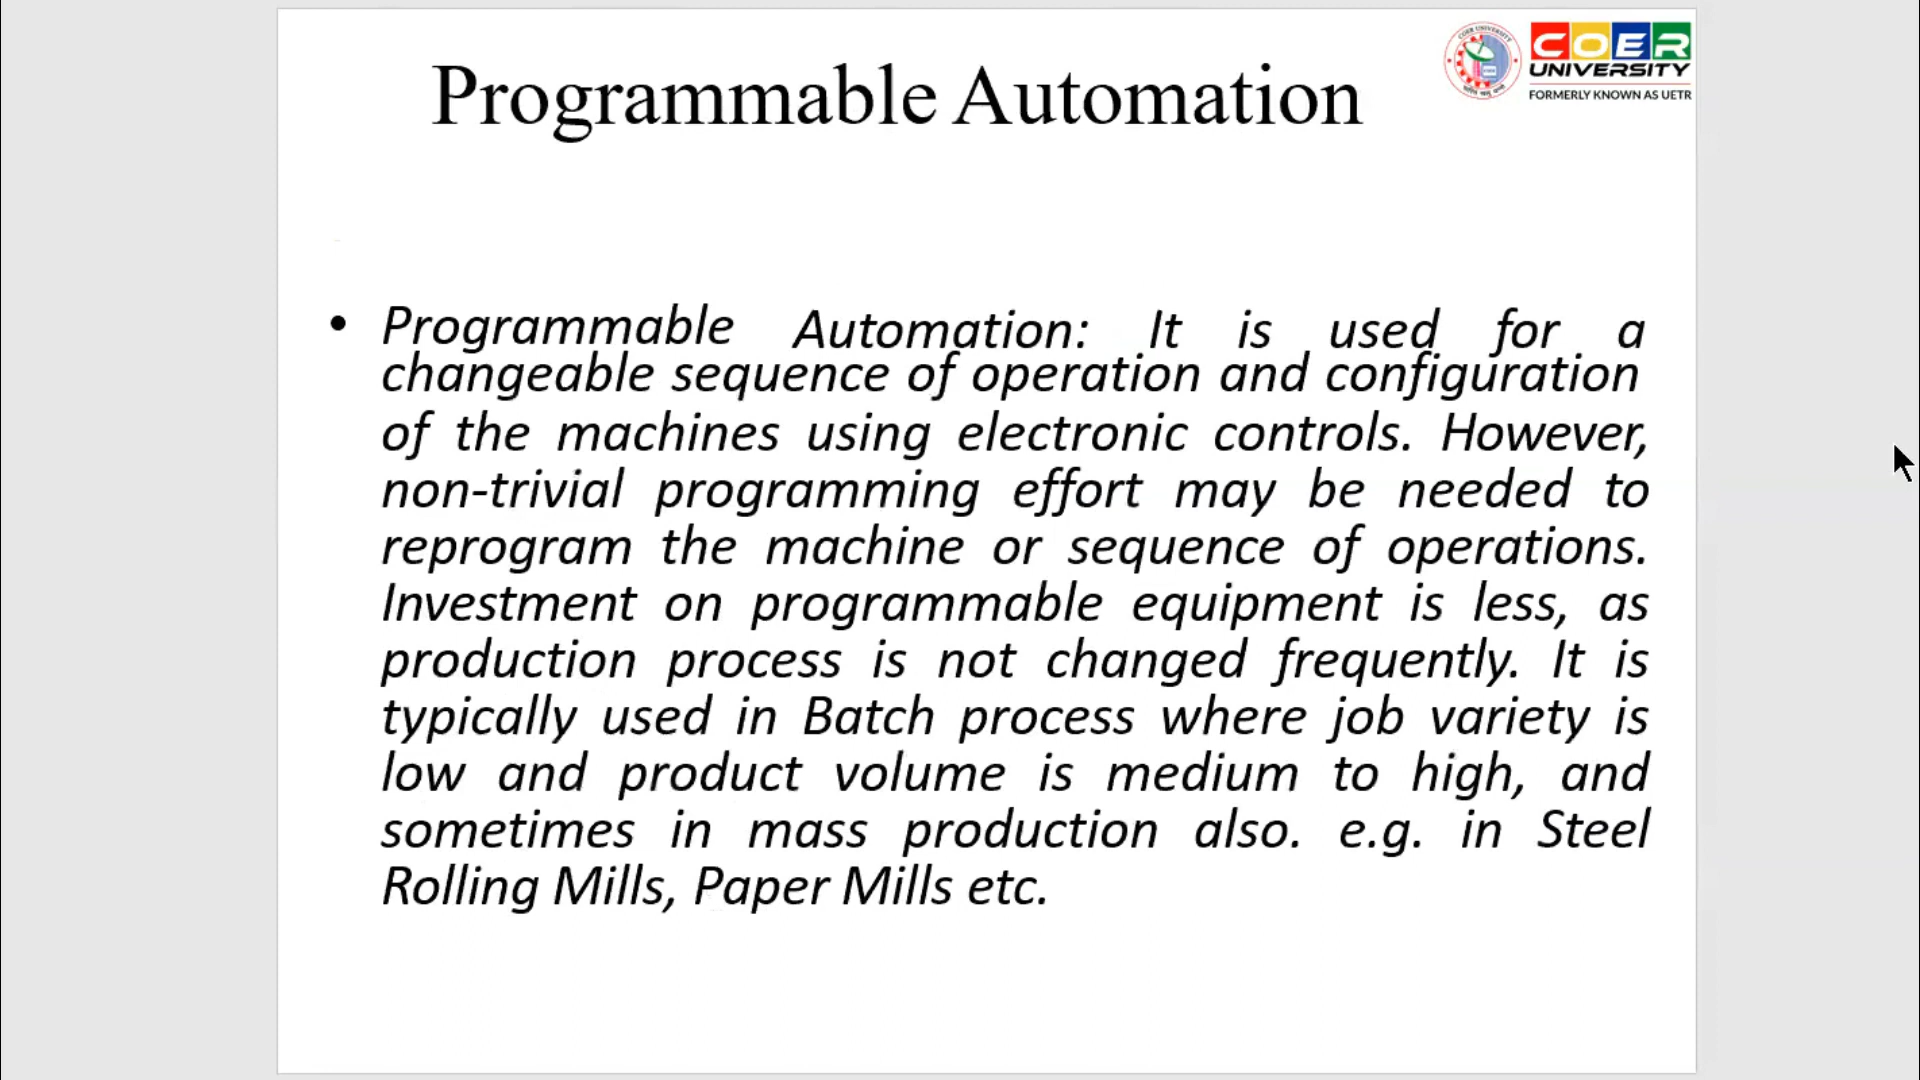 Programmable Automation
COER
UNIVERSITY
FORMERLY KNOWN AS UETR
COER UNIVERSITY
• Programmable Automation: It is used for a
changeable sequence of operation and configuration
of the machines using electronic controls. However,
non-trivial programming effort may be needed to
reprogram the machine or sequence of operations.
Investment on programmable equipment is less, as
production process is not changed frequently. It is
typically used in Batch process where job variety is
low and product volume is medium to high, and
sometimes in mass production also. e.g. in Steel
Rolling Mills, Paper Mills etc.